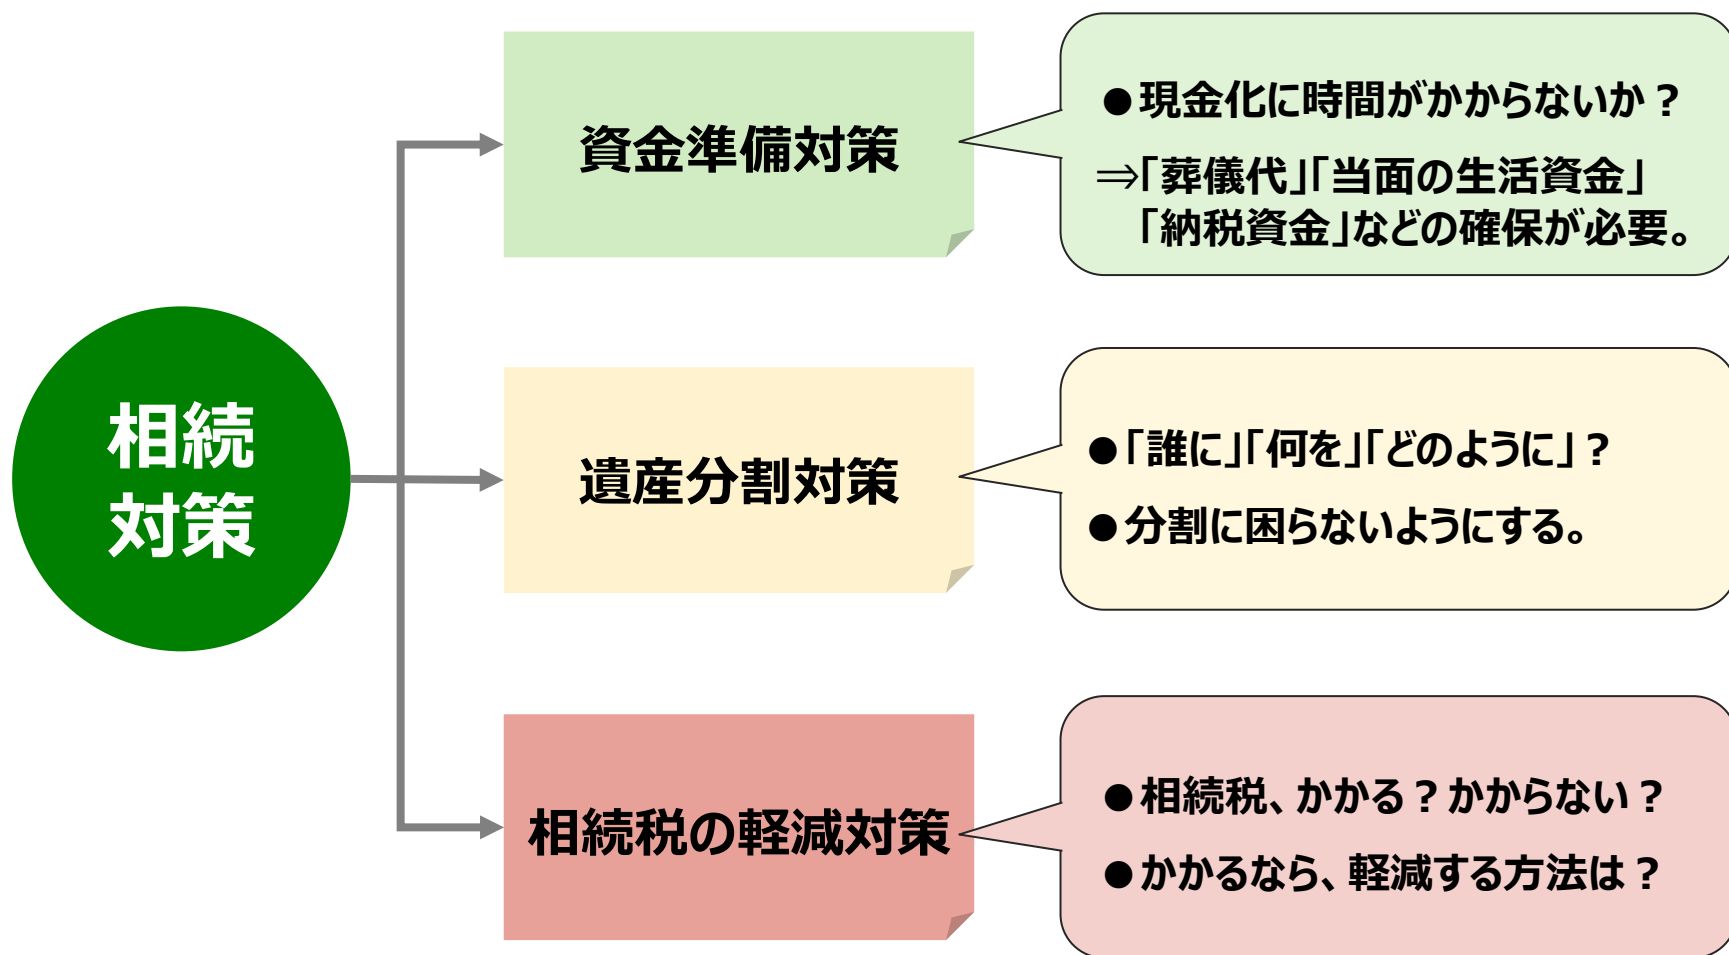 相続
対策
資金準備対策
●現金化に時間がかからないか？
⇒「葬儀代」「当面の生活資金」
「納税資金」などの確保が必要。
遺産分割対策
●「誰に」「何を」「どのように」？
●分割に困らないようにする。
相続税の軽減対策
●相続税、かかる？かからない？
●かかるなら、軽減する方法は？